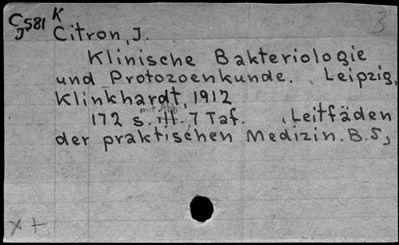 C581 K
J Citron, J.
Klinische Bakteriologie
und Protozoenkunde. Leipzig,
Klinkhardt, 1912
172 s. ill. 7 Taf. (Leitfäden
der praktischen Medizin. B. 5)